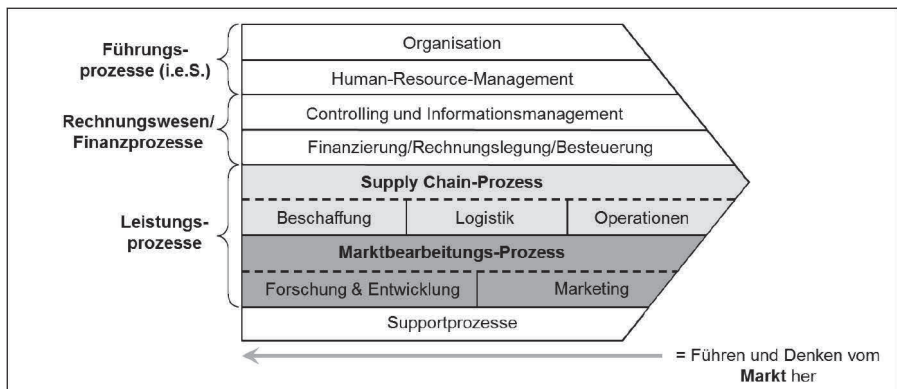 Führungs-
prozesse (i.e.S.)
Organisation
Human-Resource-Management
Rechnungswesen/
Finanzprozesse
Controlling und Informationsmanagement
Finanzierung/Rechnungslegung/Besteuerung
Leistungs-
prozesse
Supply Chain-Prozess
Beschaffung
Logistik
Operationen
Marktbearbeitungs-Prozess
Forschung & Entwicklung
Marketing
Supportprozesse
= Führen und Denken vom
Markt her